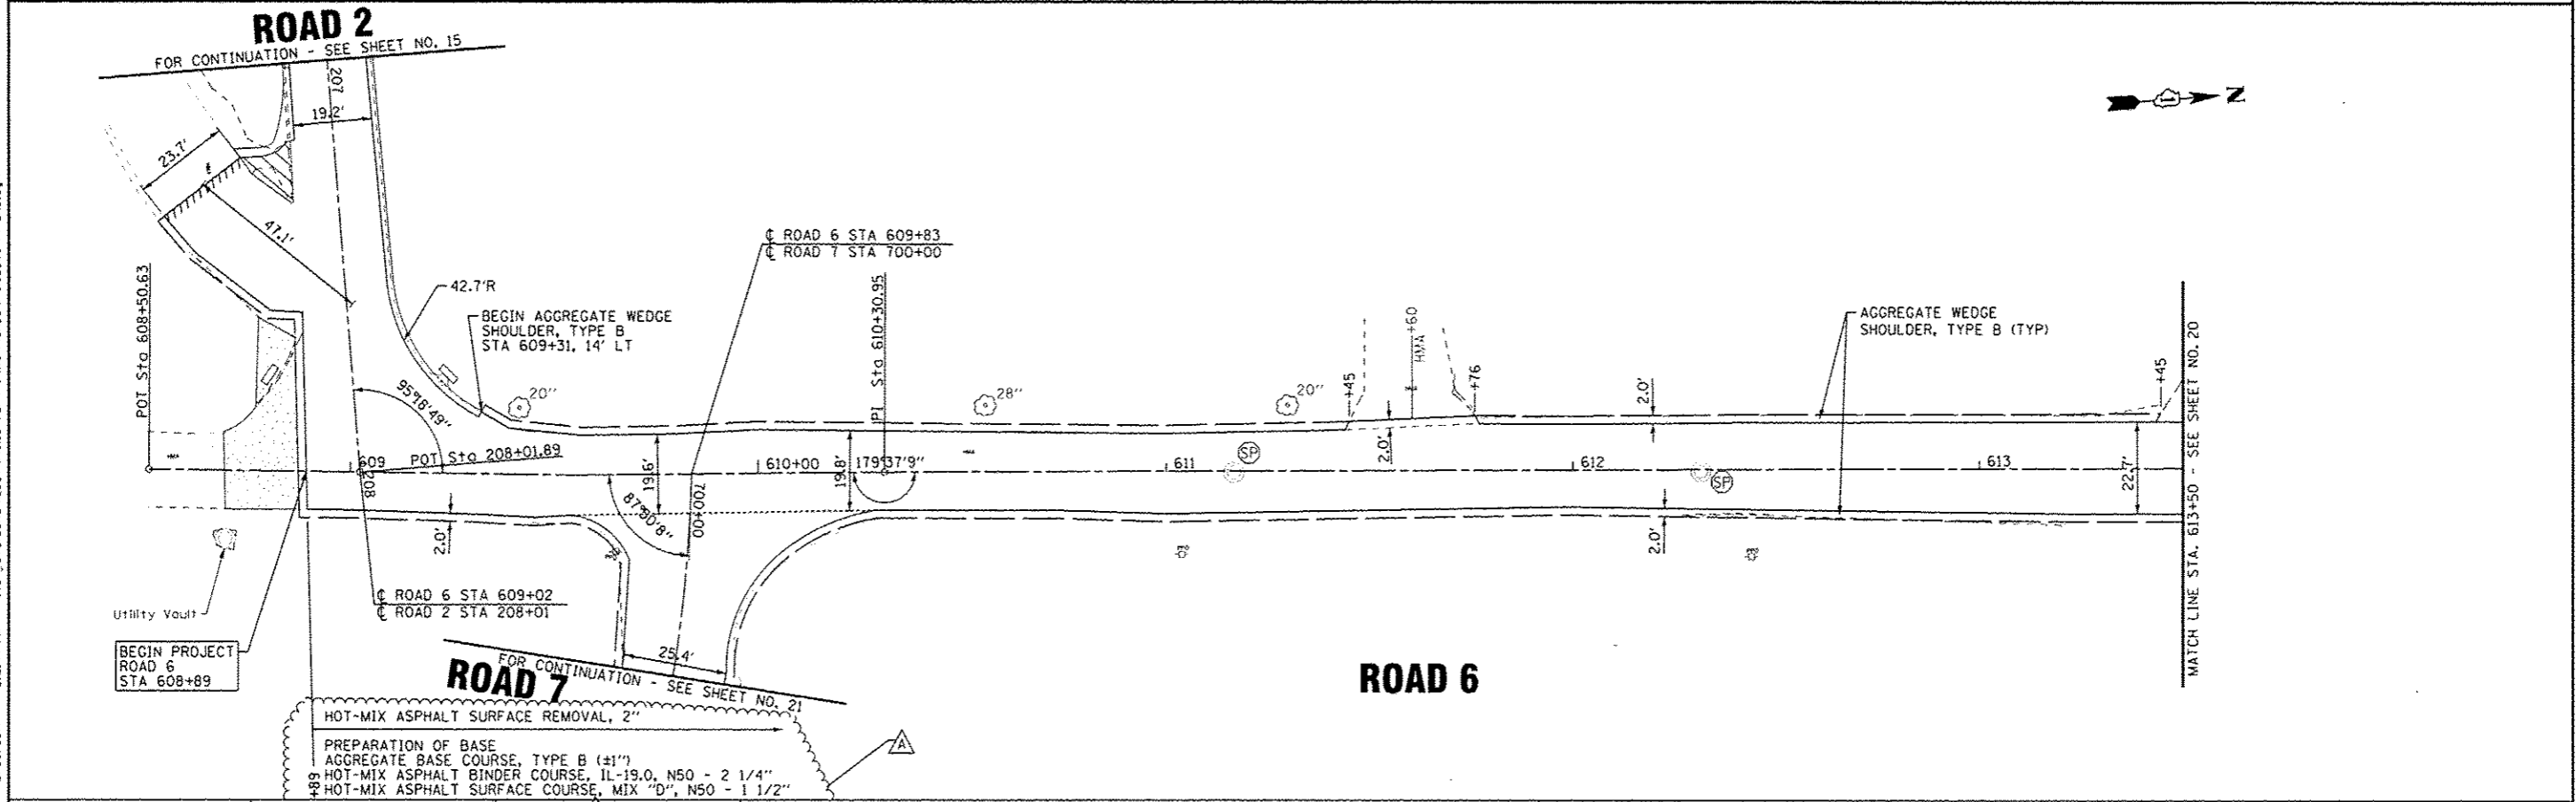 ROAD 2
FOR CONTINUATION - SEE SHEET NO. 15
207
19.2'
23.7'
47.1'
N
POT Sta 608+50.63
42.7'R
BEGIN AGGREGATE WEDGE
SHOULDER, TYPE B
STA 609+31, 14' LT
℄ ROAD 6 STA 609+83
℄ ROAD 7 STA 700+00
PI Sta 610+30.95
AGGREGATE WEDGE
SHOULDER, TYPE B (TYP)
20"
28"
20"
+45
+60
HMA
+76
2.0'
2.0'
+45
95°18'49"
609
POT Sta 208+01.89
208
19.6'
610+00
19.8'
179°37'9"
611
SP
612
SP
613
22.7'
87°80'8"
700+00
2.0'
2.0'
MATCH LINE STA. 613+50 - SEE SHEET NO. 20
℄ ROAD 6 STA 609+02
℄ ROAD 2 STA 208+01
Utility Vault
BEGIN PROJECT
ROAD 6
STA 608+89
25.4'
FOR CONTINUATION - SEE SHEET NO. 21
ROAD 7
ROAD 6
HOT-MIX ASPHALT SURFACE REMOVAL, 2"
PREPARATION OF BASE
AGGREGATE BASE COURSE, TYPE B (±1")
HOT-MIX ASPHALT BINDER COURSE, IL-19.0, N50 - 2 1/4"
HOT-MIX ASPHALT SURFACE COURSE, MIX "D", N50 - 1 1/2"
+89
A